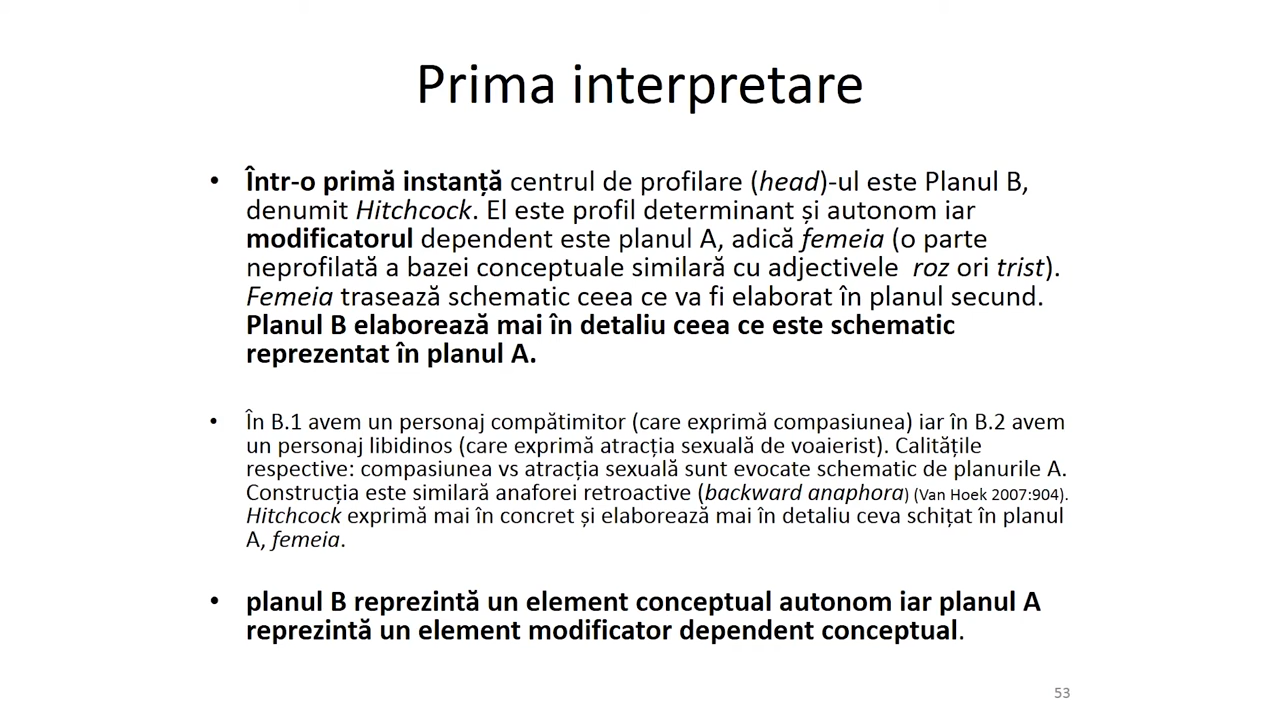 Prima interpretare
• Într-o primă instanță centrul de profilare (head)-ul este Planul B,
denumit Hitchcock. El este profil determinant și autonom iar
modificatorul dependent este planul A, adică femeia (o parte
neprofilată a bazei conceptuale similară cu adjectivele roz ori trist).
Femeia trasează schematic ceea ce va fi elaborat în planul secund.
Planul B elaborează mai în detaliu ceea ce este schematic
reprezentat în planul A.
• În B.1 avem un personaj compătimitor (care exprimă compasiunea) iar în B.2 avem
un personaj libidinos (care exprimă atracția sexuală de voaierist). Calitățile
respective: compasiunea vs atracția sexuală sunt evocate schematic de planurile A.
Construcția este similară anaforei retroactive (backward anaphora) (Van Hoek 2007:904).
Hitchcock exprimă mai în concret și elaborează mai în detaliu ceva schițat în planul
A, femeia.
• planul B reprezintă un element conceptual autonom iar planul A
reprezintă un element modificator dependent conceptual.
53